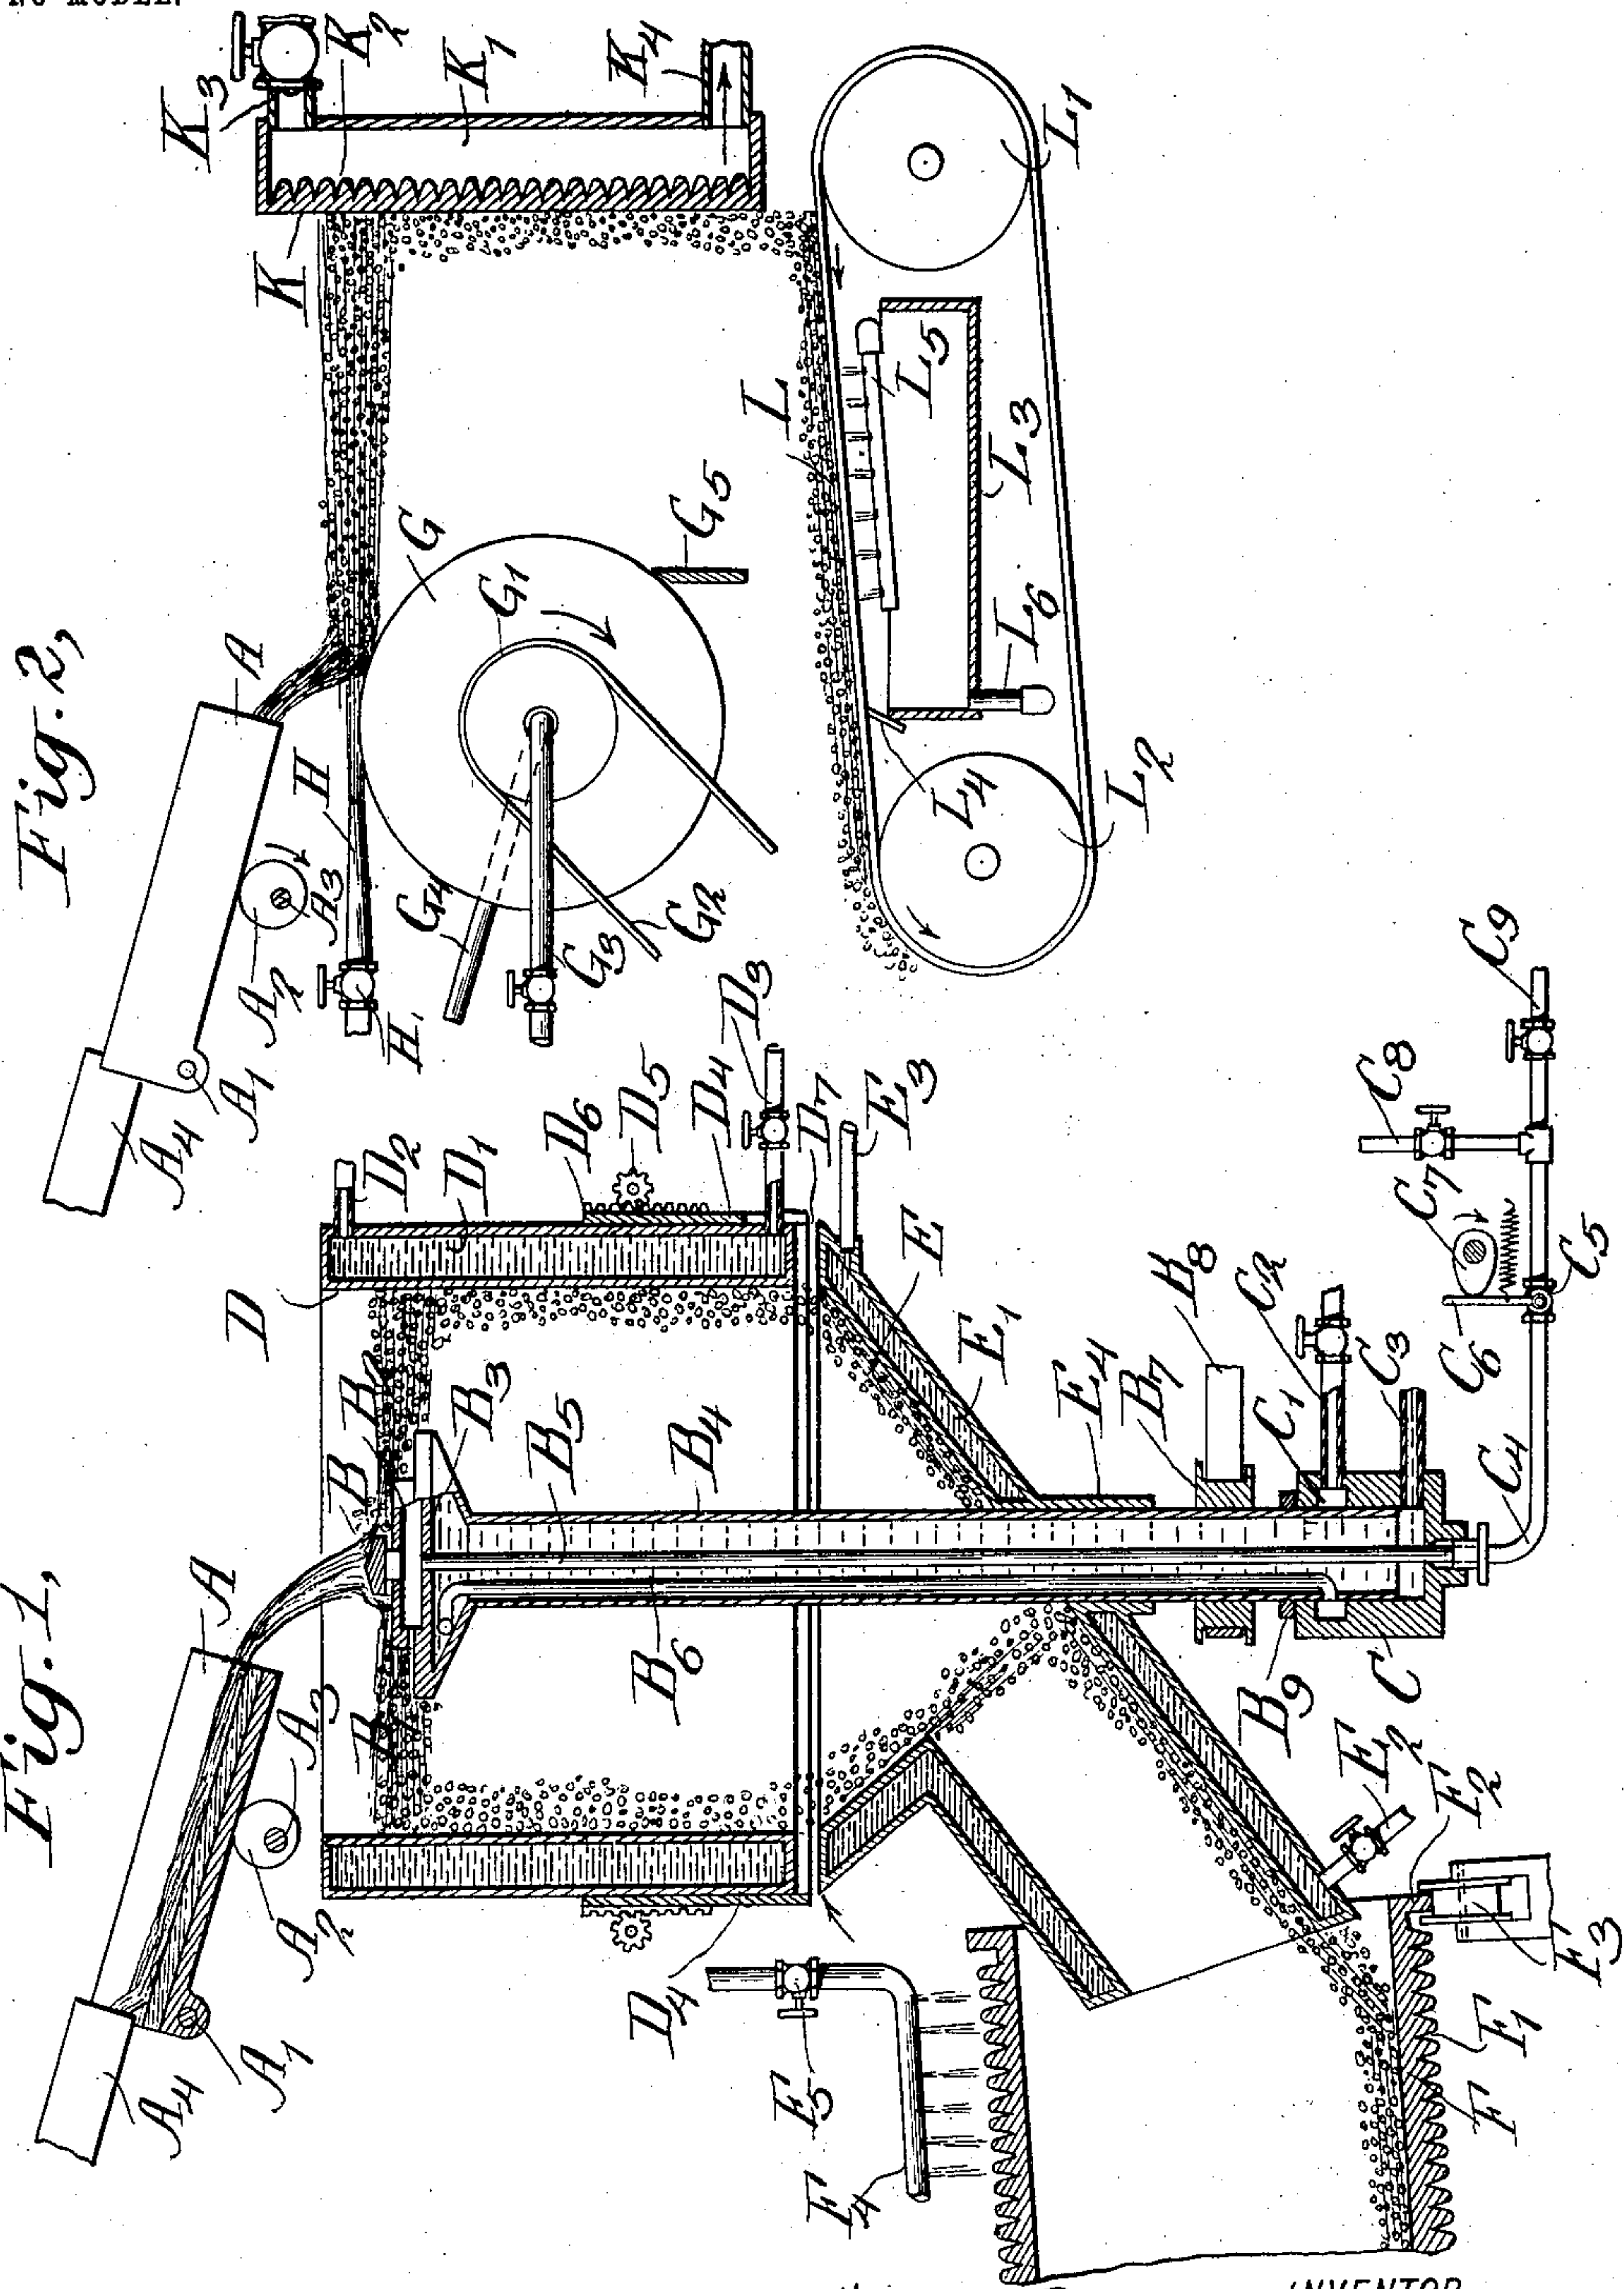 NO MODEL.
Fig. 2,
K3
K2
K
K1
K4
A
A4
A1
A2
A3
H
H1
G
G1
G2
G3
G4
G5
L
L1
L2
L3
L4
L5
L6
Fig. 1,
A
A4
A1
A2
A3
B
B1
B2
B3
B4
B5
B6
B7
B8
B9
C
C1
C2
C3
C4
C5
C6
C7
C8
C9
D
D1
D2
D3
D4
D5
D6
D7
D4
E
E1
E2
E3
E4
F
F1
F2
F3
F4
F5
INVENTOR